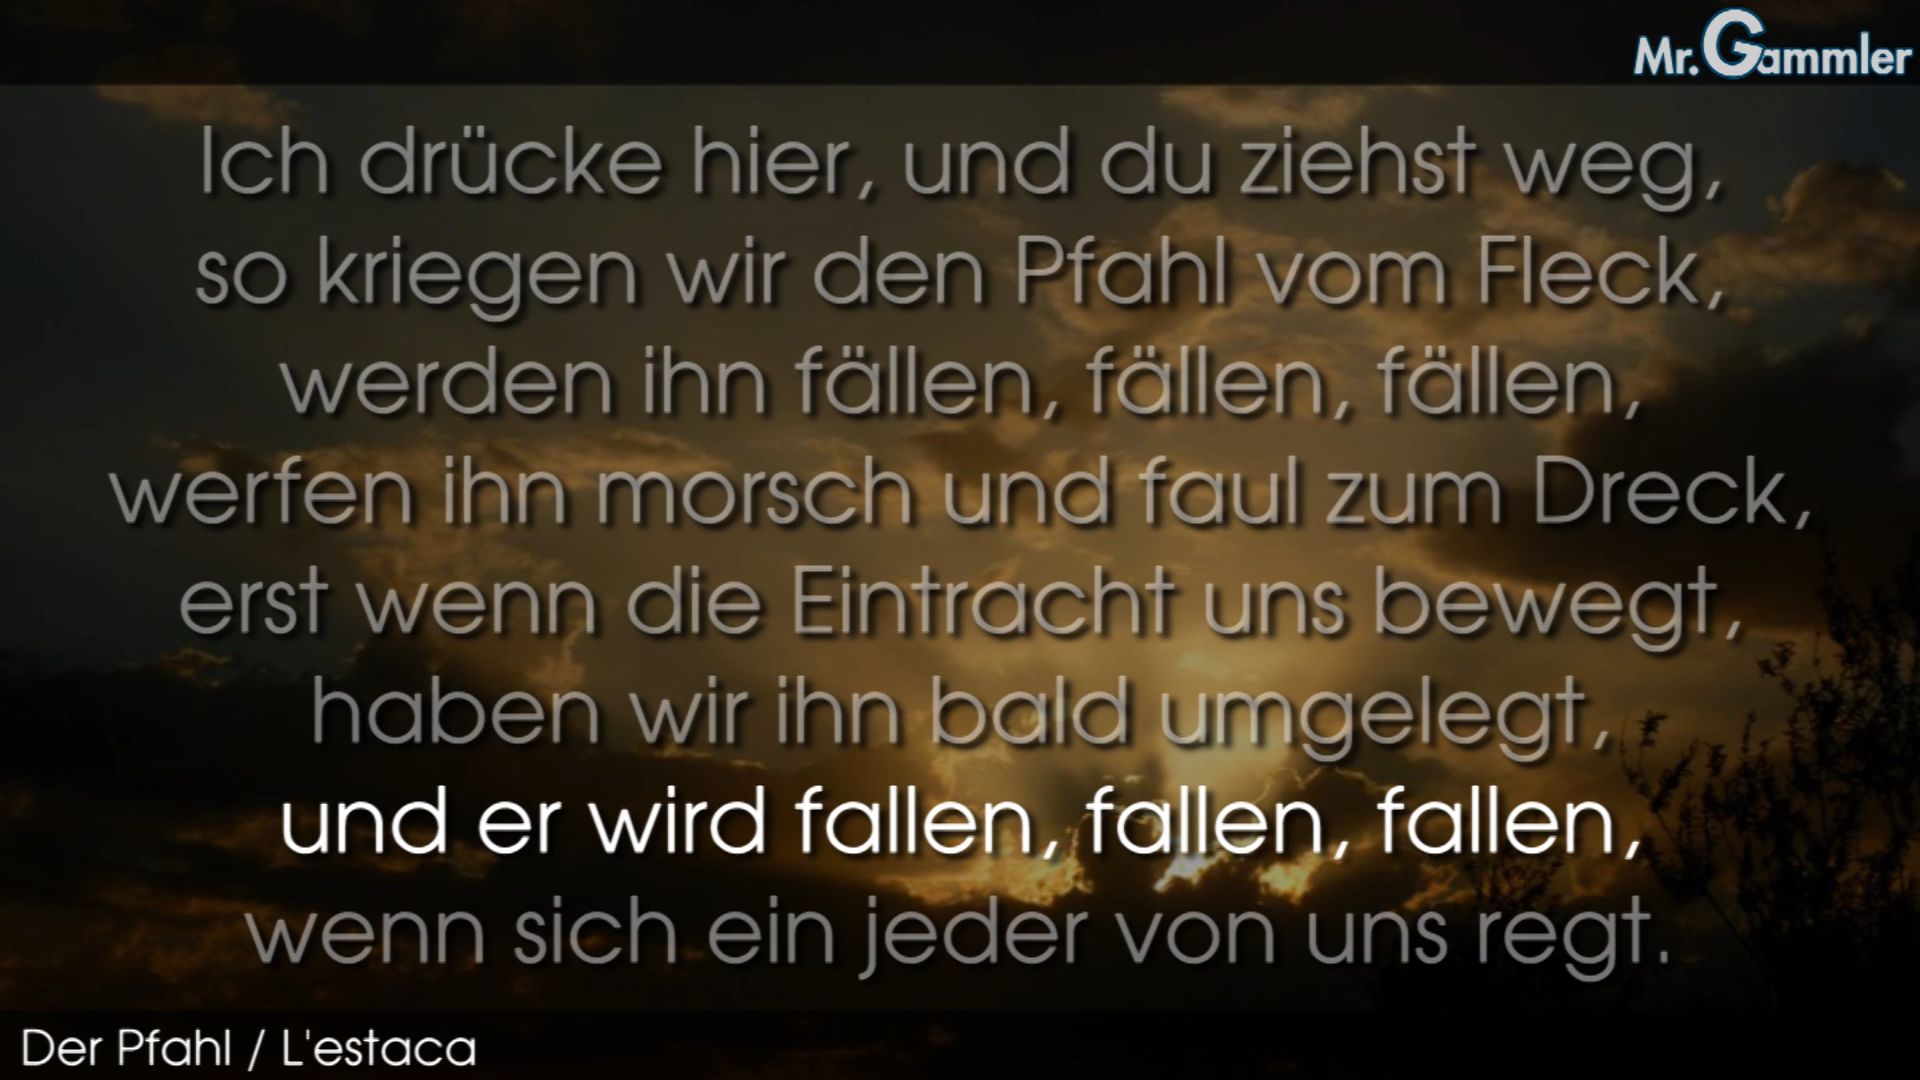 Mr. Gammler
Ich drücke hier, und du ziehst weg,
so kriegen wir den Pfahl vom Fleck,
werden ihn fällen, fällen, fällen,
werfen ihn morsch und faul zum Dreck,
erst wenn die Eintracht uns bewegt,
haben wir ihn bald umgelegt,
und er wird fallen, fallen, fallen,
wenn sich ein jeder von uns regt.
Der Pfahl / L'estaca